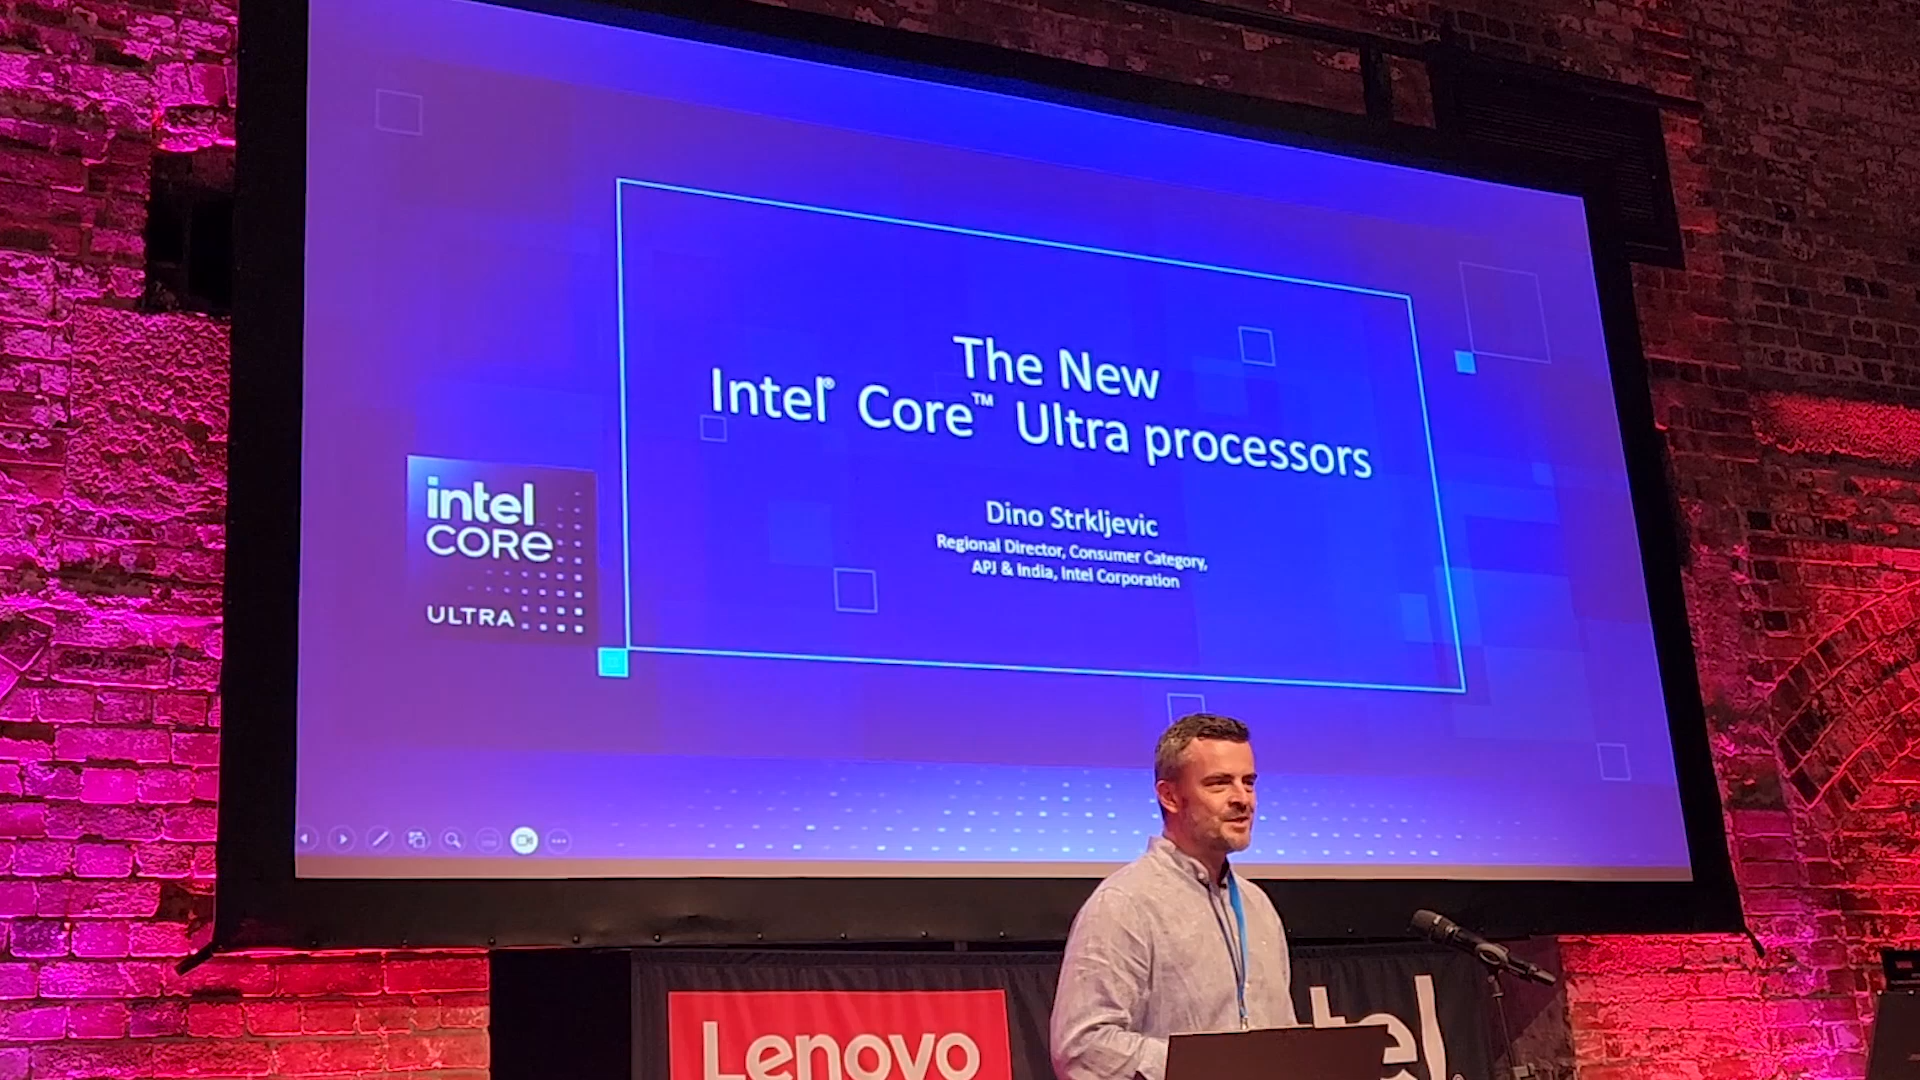 The New
Intel® Core™ Ultra processors
Dino Strkljevic
Regional Director, Consumer Category,
APJ & India, Intel Corporation
intel
CORE
ULTRA
Lenovo